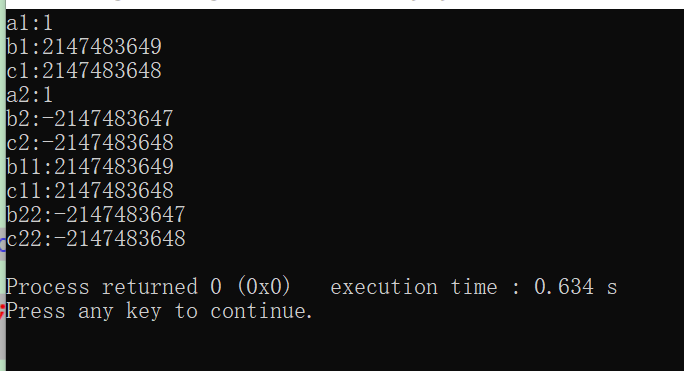 a1:1
b1:2147483649
c1:2147483648
a2:1
b2:-2147483647
c2:-2147483648
b11:2147483649
c11:2147483648
b22:-2147483647
c22:-2147483648
Process returned 0 (0x0)   execution time : 0.634 s
Press any key to continue.